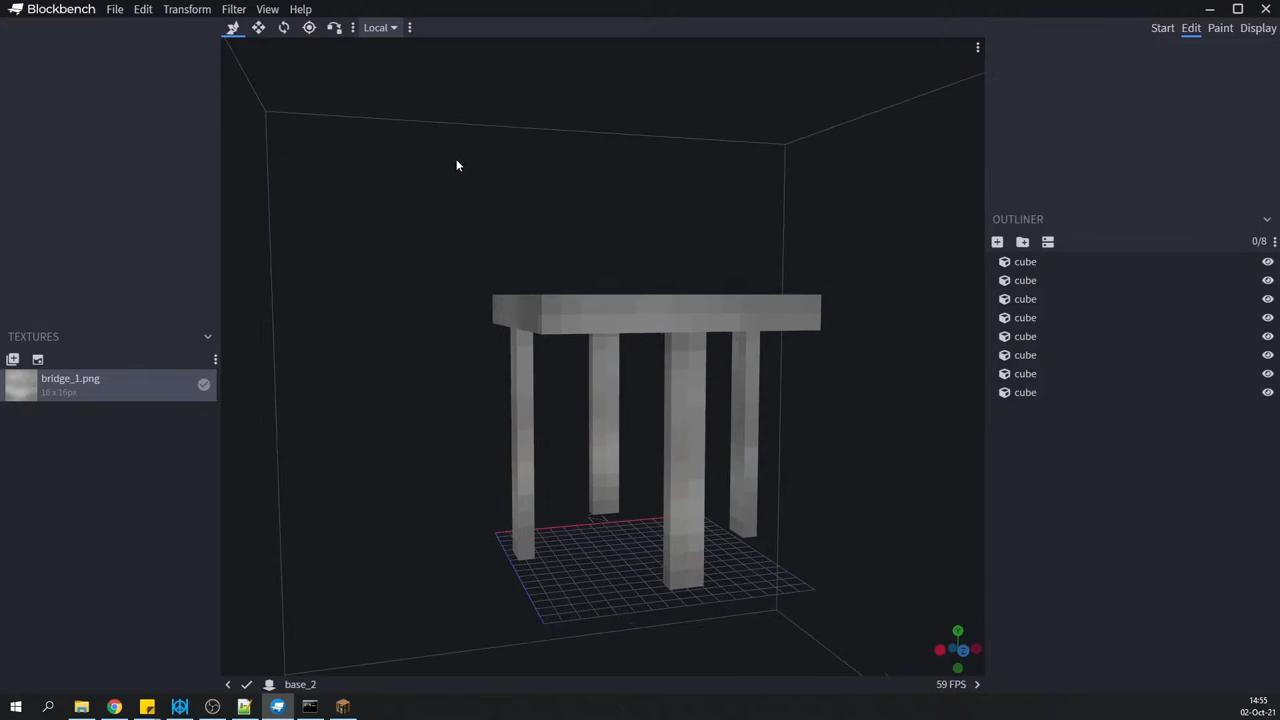 Blockbench File Edit Transform Filter View Help
Local
Start Edit Paint Display
OUTLINER
0/8
cube
cube
cube
cube
cube
cube
cube
cube
TEXTURES
bridge_1.png
16 x 16px
Y
Z
base_2
59 FPS
14:55
02-Oct-21